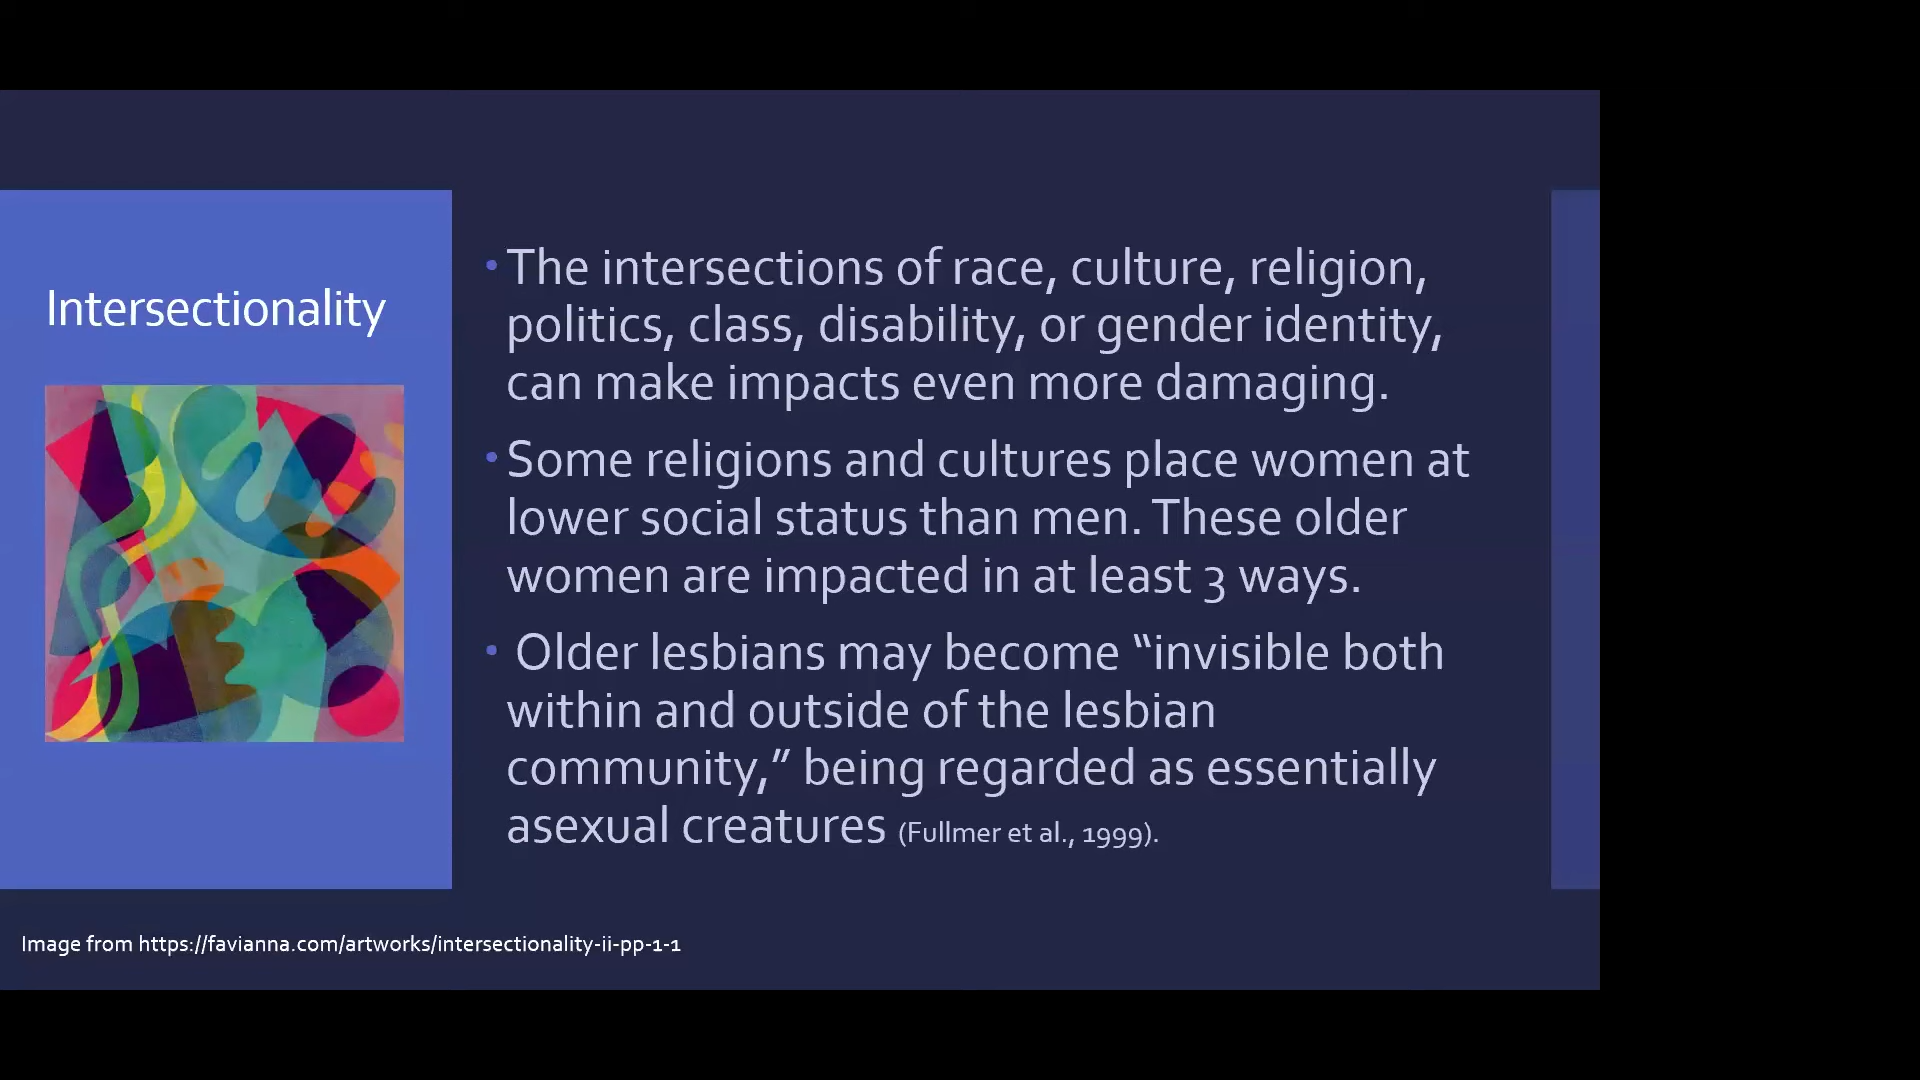 Intersectionality
• The intersections of race, culture, religion,
politics, class, disability, or gender identity,
can make impacts even more damaging.
• Some religions and cultures place women at
lower social status than men. These older
women are impacted in at least 3 ways.
• Older lesbians may become “invisible both
within and outside of the lesbian
community,” being regarded as essentially
asexual creatures (Fullmer et al., 1999).
Image from https://favianna.com/artworks/intersectionality-ii-pp-1-1